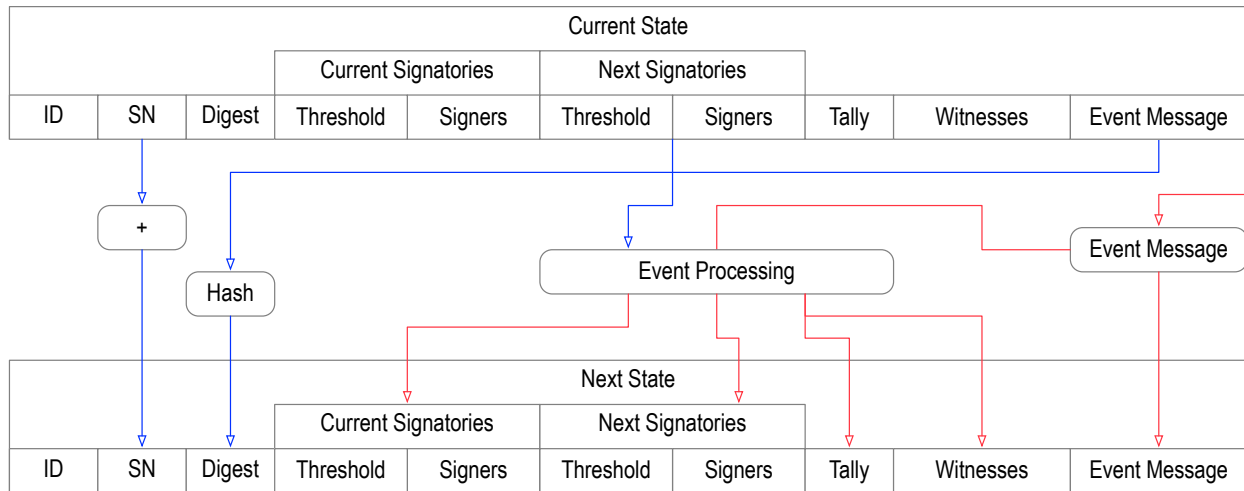 Current State
Current Signatories Next Signatories
ID SN Digest Threshold Signers Threshold Signers Tally Witnesses Event Message
+
Event Message
Event Processing
Hash
Next State
Current Signatories Next Signatories
ID SN Digest Threshold Signers Threshold Signers Tally Witnesses Event Message